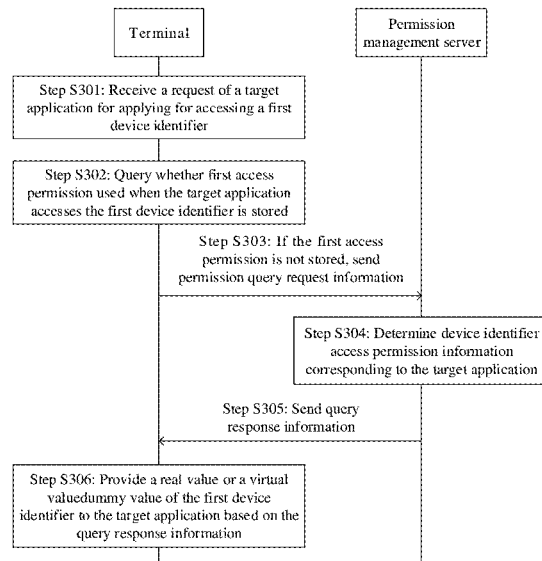 Terminal
Permission
management server
Step S301: Receive a request of a target
application for applying for accessing a first
device identifier
Step S302: Query whether first access
permission used when the target application
accesses the first device identifier is stored
Step S303: If the first access
permission is not stored, send
permission query request information
Step S304: Determine device identifier
access permission information
corresponding to the target application
Step S305: Send query
response information
Step S306: Provide a real value or a virtual
valuedummy value of the first device
identifier to the target application based on the
query response information